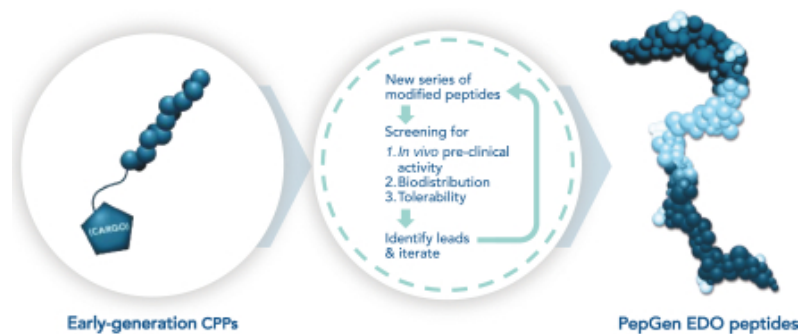 (CARGO)
Early-generation CPPs
New series of
modified peptides
Screening for
1. In vivo pre-clinical
activity
2. Biodistribution
3. Tolerability
Identify leads
& iterate
PepGen EDO peptides